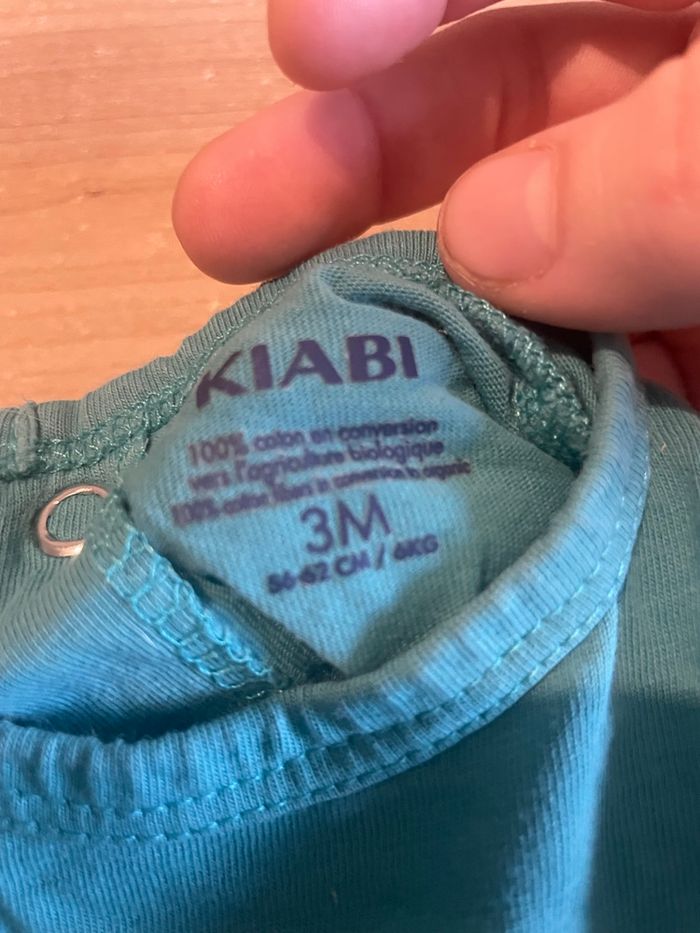 KIABI
100% coton en conversion
vers l'agriculture biologique
100% cotton fibers in conversion to organic
3M
56-62 CM / 6KG